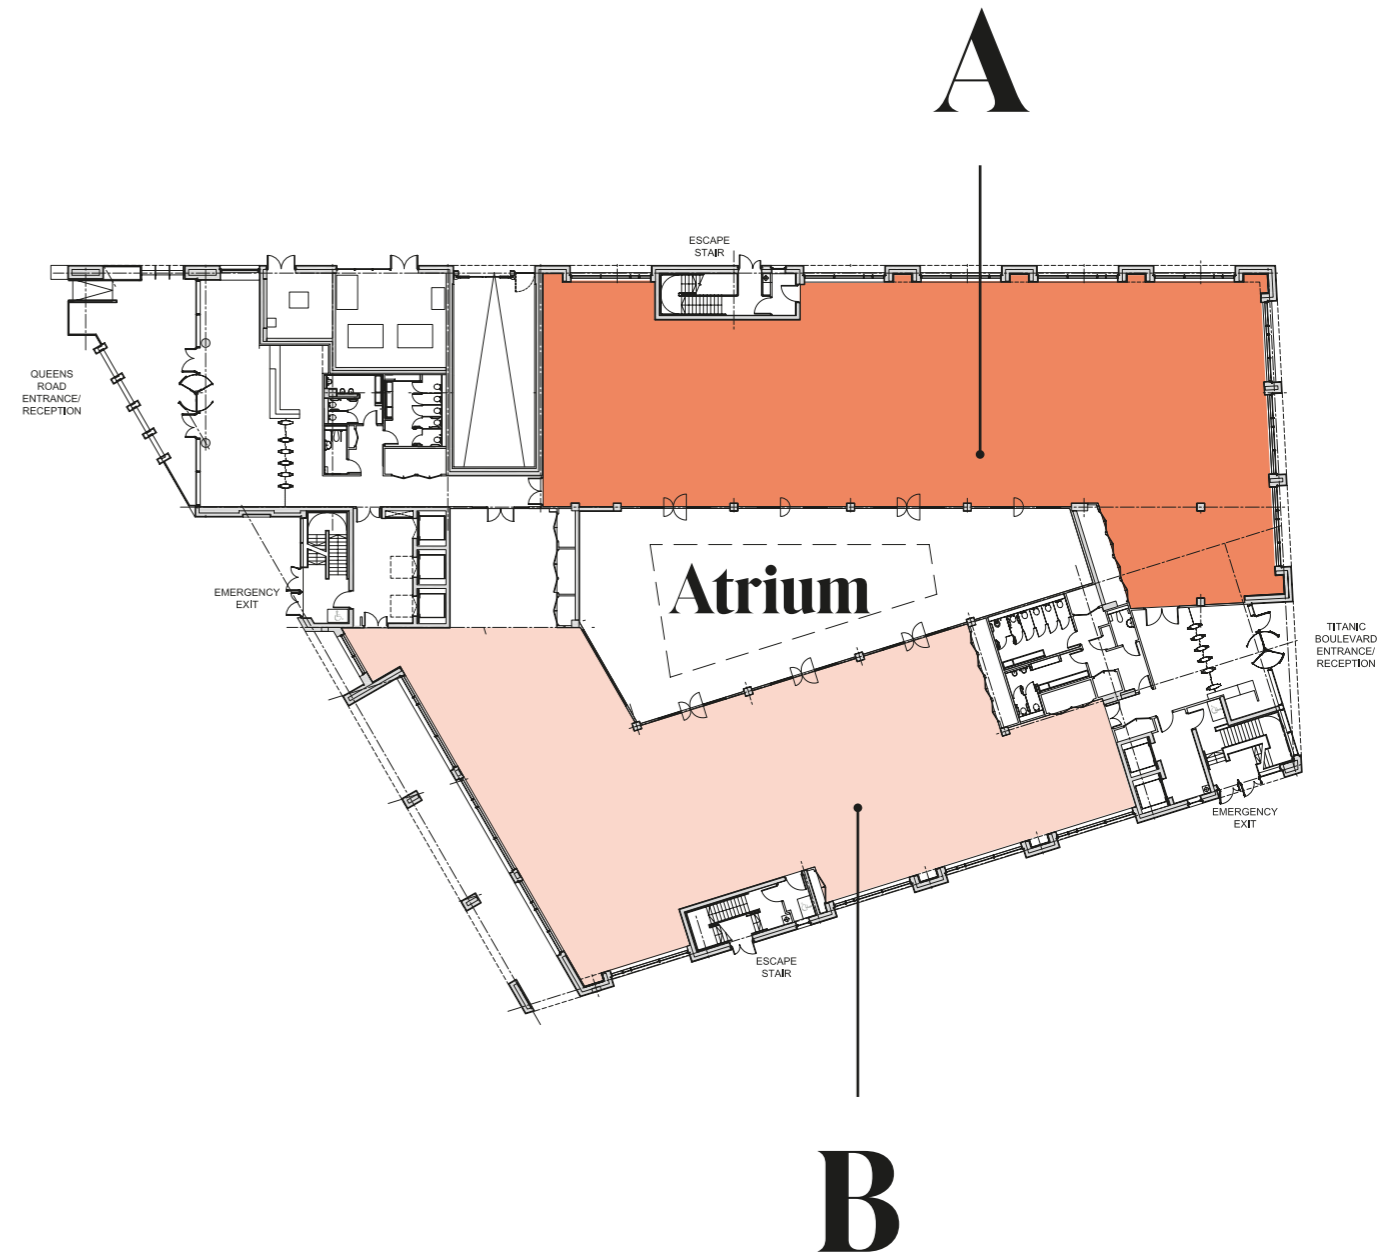 A
ESCAPE
STAIR
QUEENS
ROAD
ENTRANCE/
RECEPTION
Atrium
EMERGENCY
EXIT
TITANIC
BOULEVARD
ENTRANCE/
RECEPTION
EMERGENCY
EXIT
ESCAPE
STAIR
B